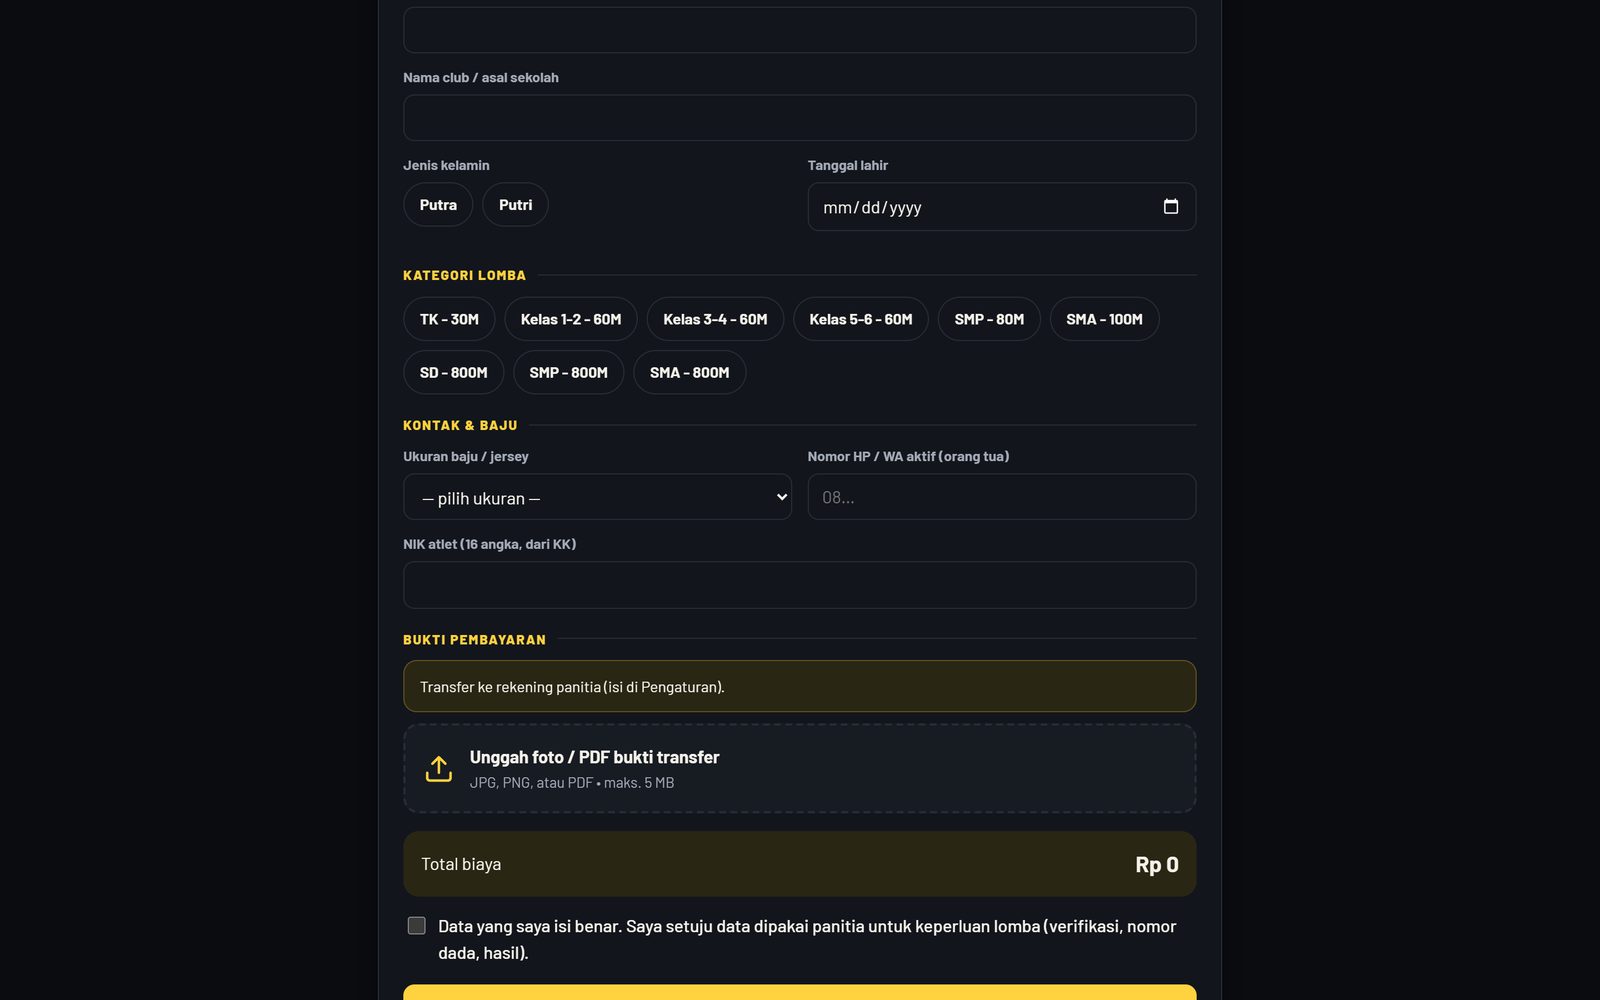 Nama club / asal sekolah
Jenis kelamin
Tanggal lahir
Putra
Putri
mm/dd/yyyy
KATEGORI LOMBA
TK - 30M
Kelas 1-2 - 60M
Kelas 3-4 - 60M
Kelas 5-6 - 60M
SMP - 80M
SMA - 100M
SD - 800M
SMP - 800M
SMA - 800M
KONTAK & BAJU
Ukuran baju / jersey
Nomor HP / WA aktif (orang tua)
— pilih ukuran —
08...
NIK atlet (16 angka, dari KK)
BUKTI PEMBAYARAN
Transfer ke rekening panitia (isi di Pengaturan).
Unggah foto / PDF bukti transfer
JPG, PNG, atau PDF • maks. 5 MB
Total biaya
Rp 0
Data yang saya isi benar. Saya setuju data dipakai panitia untuk keperluan lomba (verifikasi, nomor
dada, hasil).